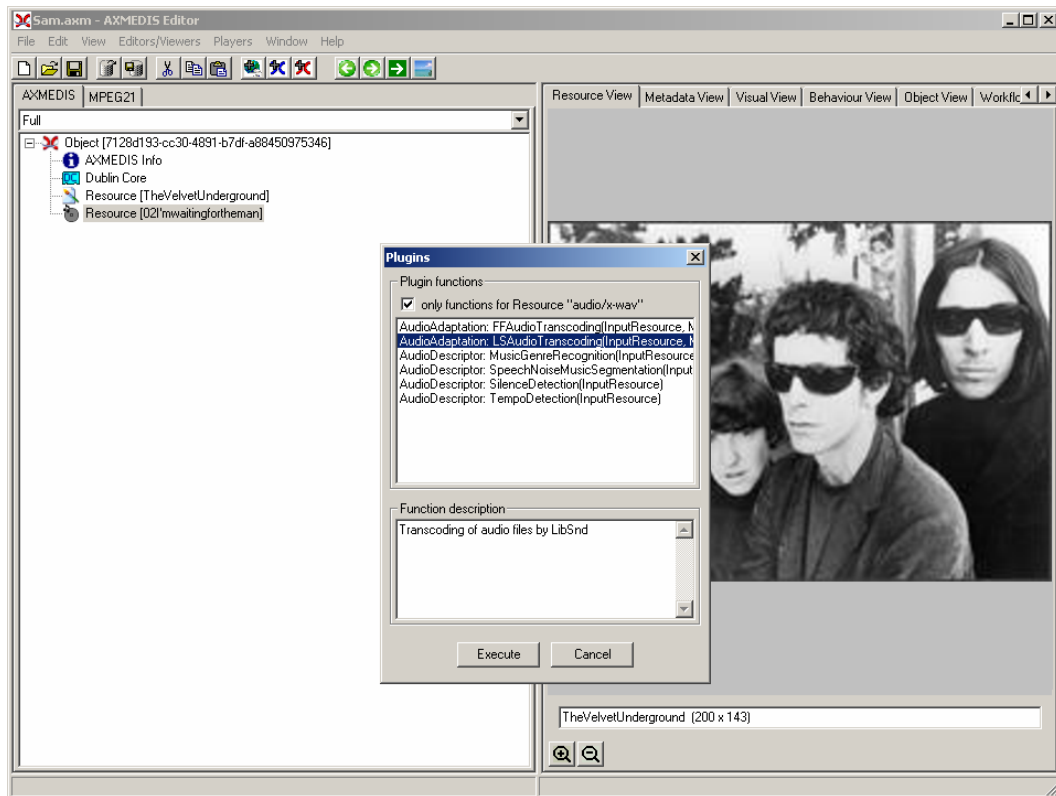 Sam.axm - AXMEDIS Editor
File Edit View Editors/Viewers Players Window Help
AXMEDIS MPEG21
Full
Object [7128d193-cc30-4891-b7df-a88450975346]
AXMEDIS Info
DC Dublin Core
Resource [TheVelvetUnderground]
Resource [02I'mwaitingfortheman]
Resource View Metadata View Visual View Behaviour View Object View Workflc
Plugins
Plugin functions
only functions for Resource "audio/x-wav"
AudioAdaptation: FFAudioTranscoding(InputResource, M
AudioAdaptation: LSAudioTranscoding(InputResource, M
AudioDescriptor: MusicGenreRecognition(InputResource
AudioDescriptor: SpeechNoiseMusicSegmentation(Input
AudioDescriptor: SilenceDetection(InputResource)
AudioDescriptor: TempoDetection(InputResource)
Function description
Transcoding of audio files by LibSnd
Execute Cancel
TheVelvetUnderground (200 x 143)